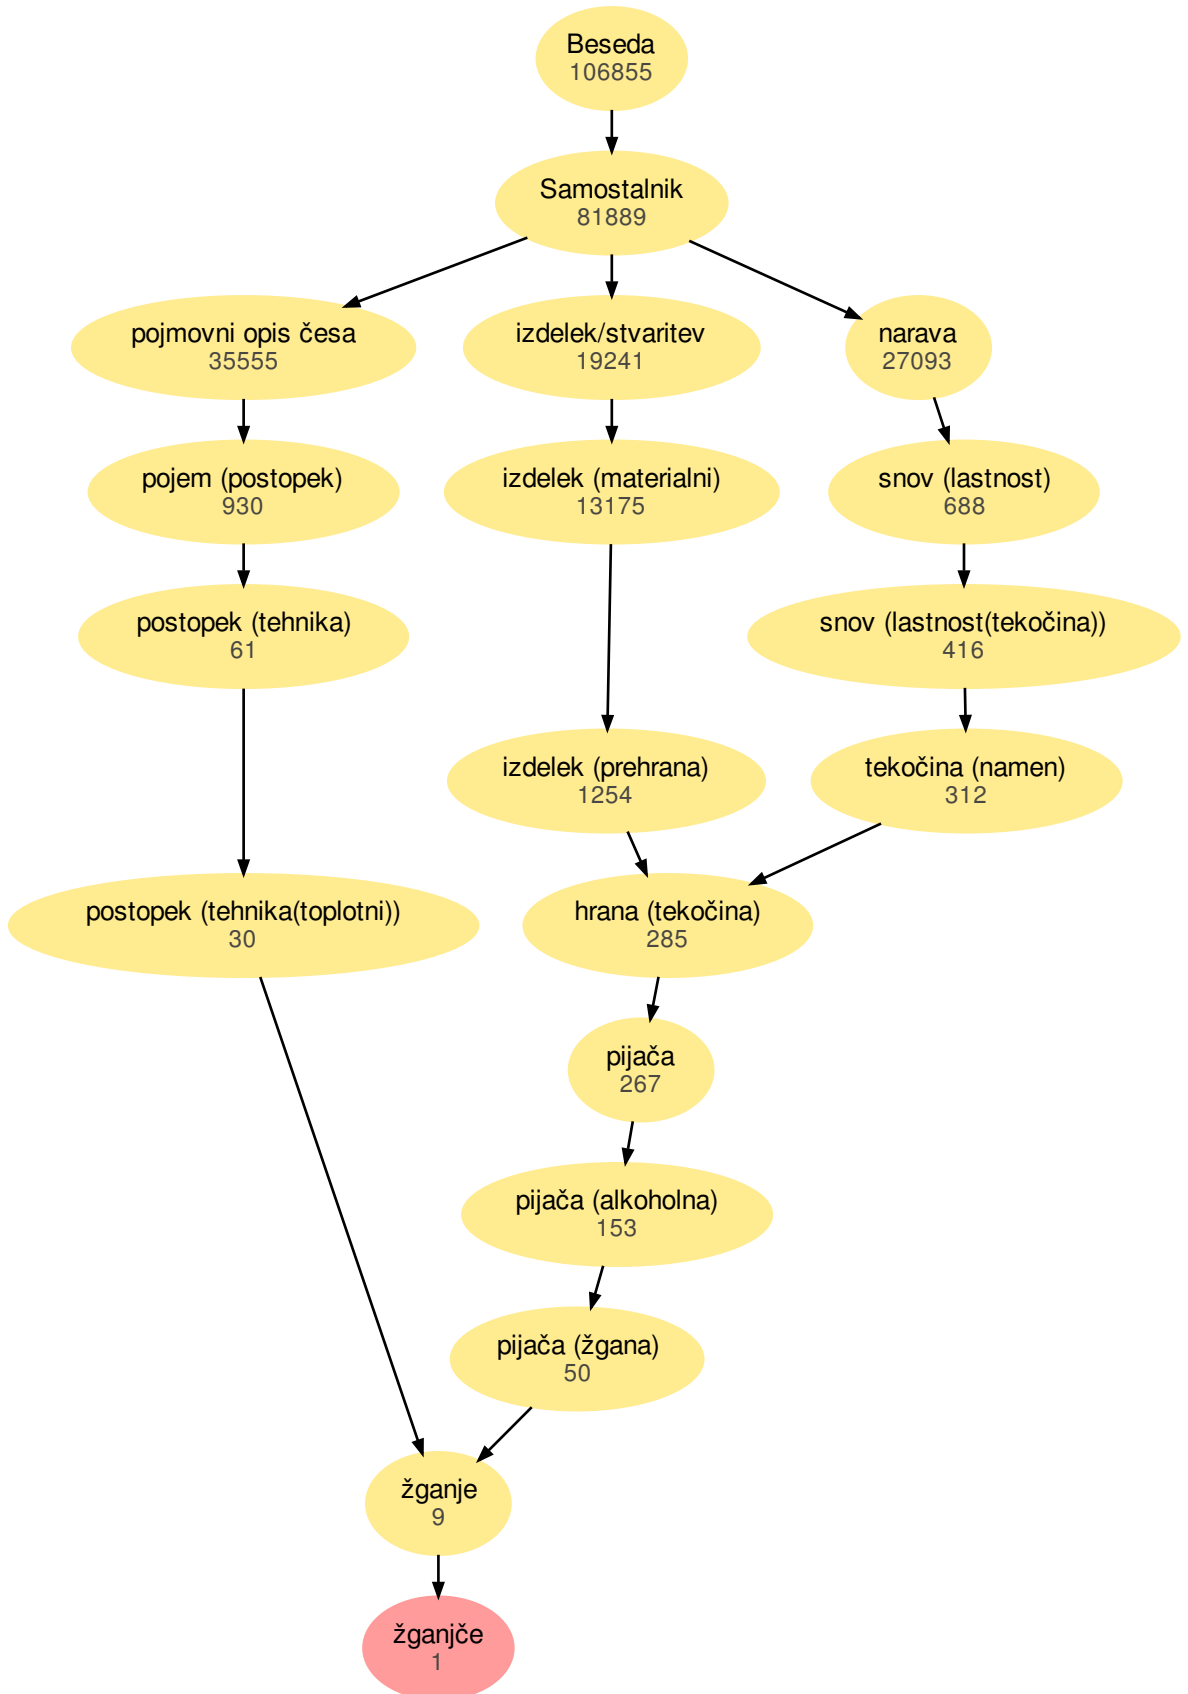 Beseda
106855
Samostalnik
81889
pojmovni opis česa
35555
izdelek/stvaritev
19241
narava
27093
pojem (postopek)
930
izdelek (materialni)
13175
snov (lastnost)
688
postopek (tehnika)
61
snov (lastnost(tekočina))
416
izdelek (prehrana)
1254
tekočina (namen)
312
postopek (tehnika(toplotni))
30
hrana (tekočina)
285
pijača
267
pijača (alkoholna)
153
pijača (žgana)
50
žganje
9
žganjče
1